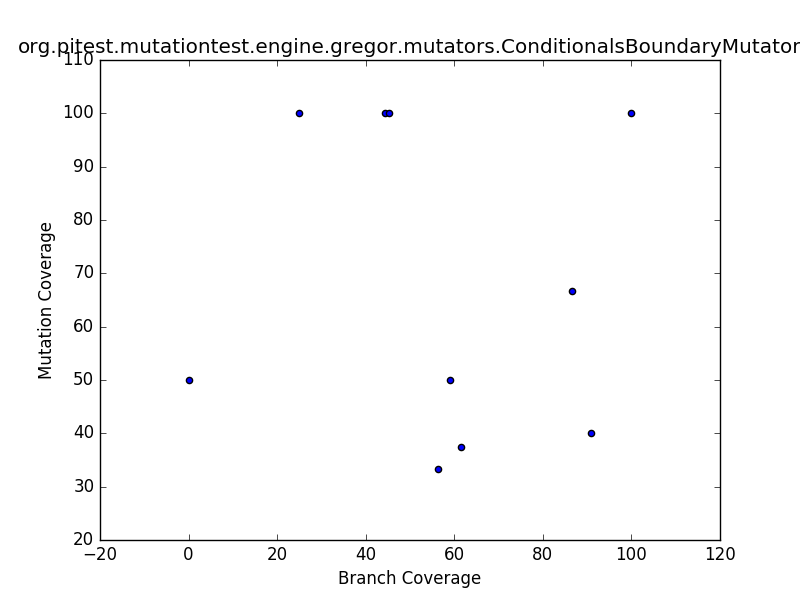 org.pitest.mutationtest.engine.gregor.mutators.ConditionalsBoundaryMutator
110
100
90
80
70
60
50
40
30
20
Mutation Coverage
−20 0 20 40 60 80 100 120
Branch Coverage